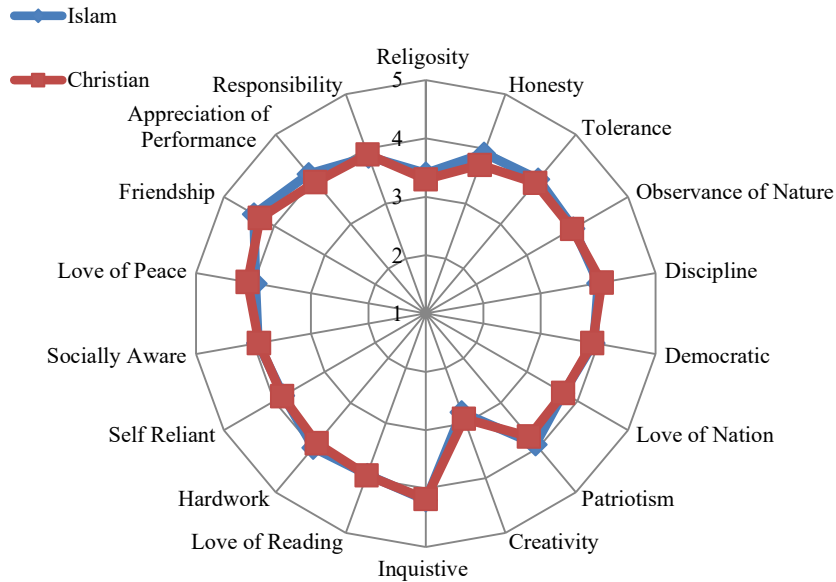 Islam
Christian
Religosity
Honesty
Tolerance
Observance of Nature
Discipline
Democratic
Love of Nation
Patriotism
Creativity
Inquistive
Love of Reading
Hardwork
Self Reliant
Socially Aware
Love of Peace
Friendship
Appreciation of
Performance
Responsibility
5
4
3
2
1